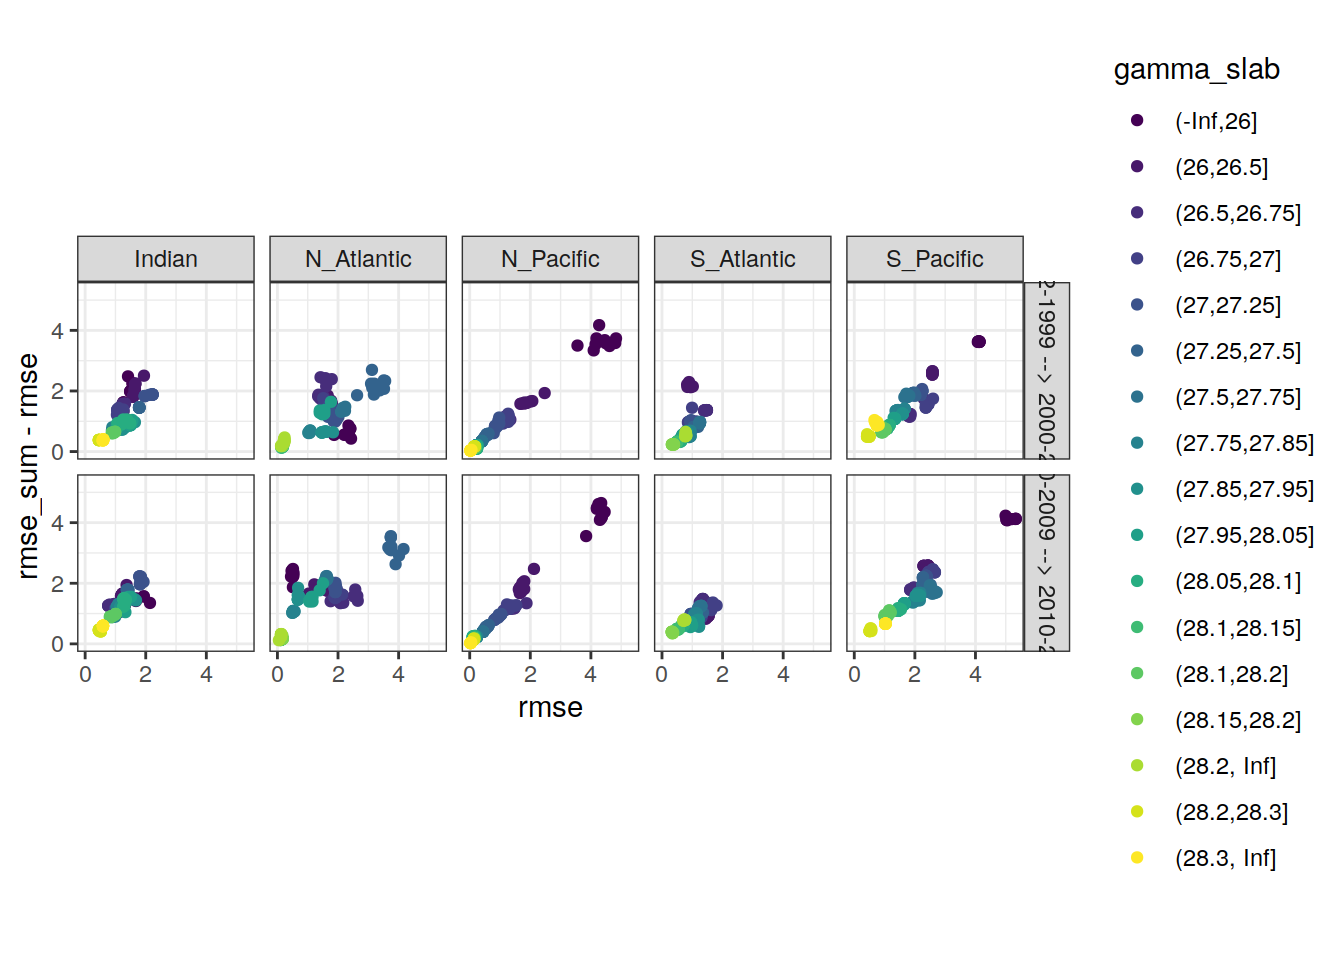 gamma_slab
(-Inf,26]
(26,26.5]
(26.5,26.75]
(26.75,27]
(27,27.25]
(27.25,27.5]
(27.5,27.75]
(27.75,27.85]
(27.85,27.95]
(27.95,28.05]
(28.05,28.1]
(28.1,28.15]
(28.1,28.2]
(28.15,28.2]
(28.2, Inf]
(28.2,28.3]
(28.3, Inf]
Indian
N_Atlantic
N_Pacific
S_Atlantic
S_Pacific
-1999 --> 2000-
-2009 --> 2010-
rmse_sum - rmse
4
2
0
4
2
0
0 2 4
0 2 4
0 2 4
0 2 4
0 2 4
rmse